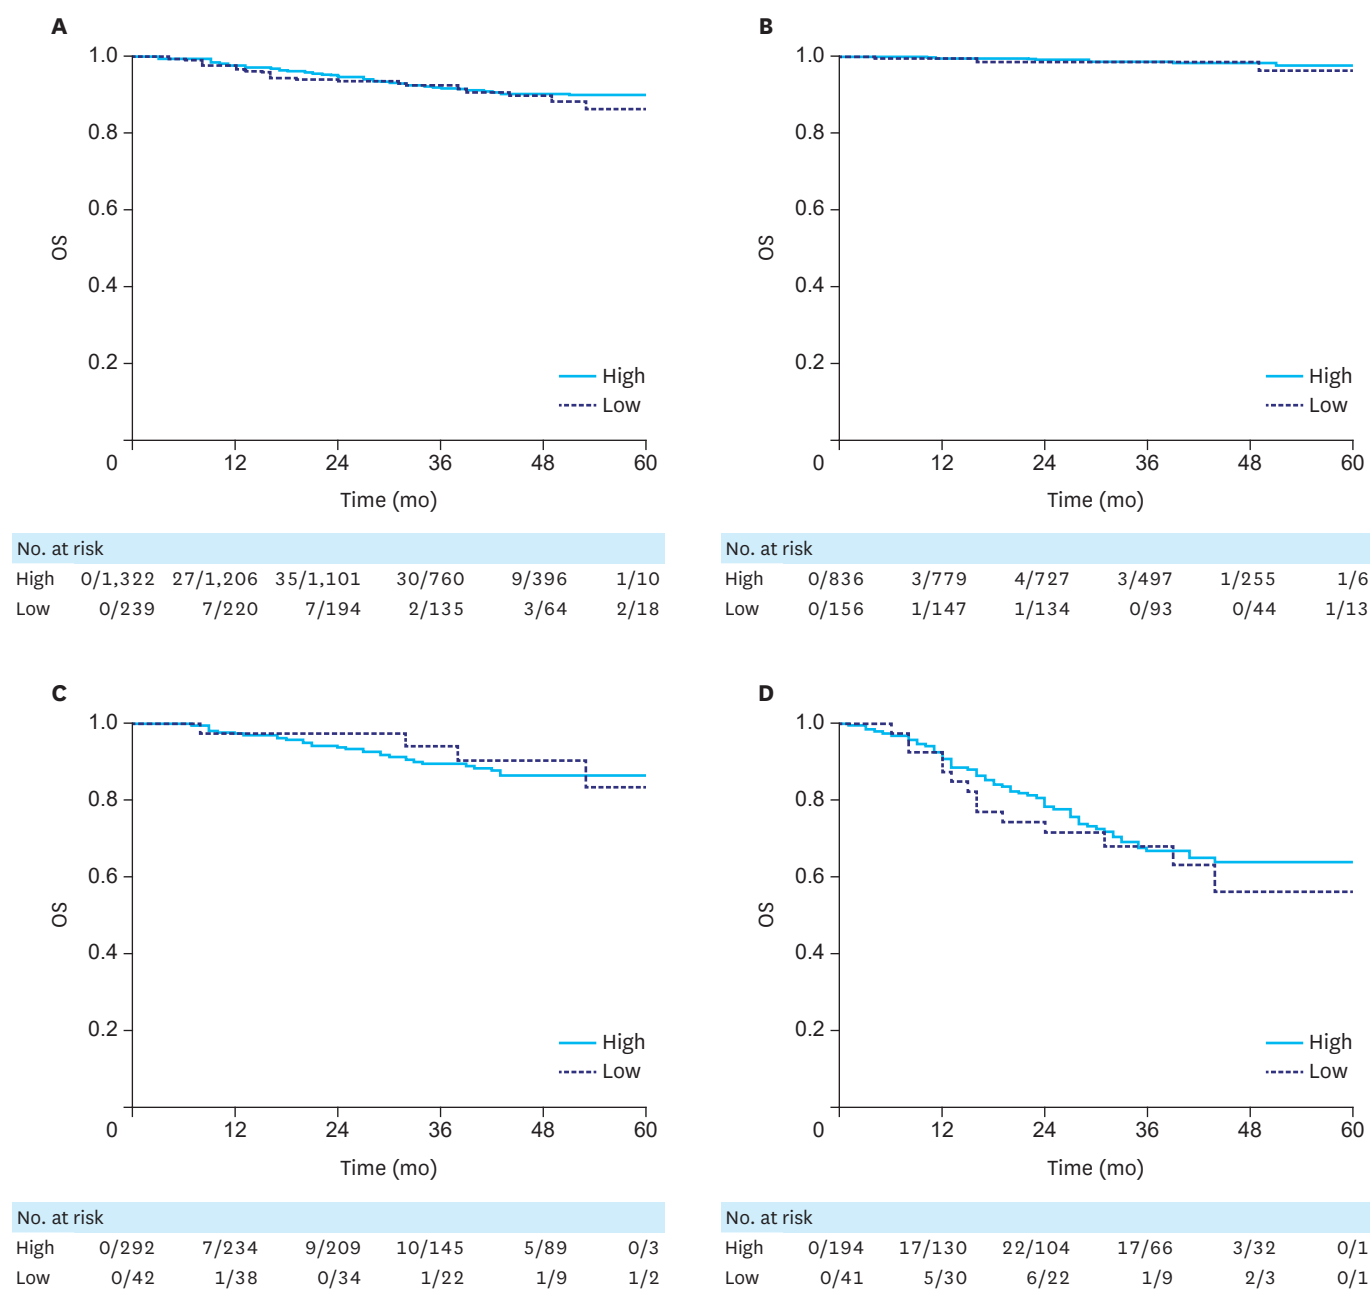 A
1.0
0.8
0.6
0.4
0.2
OS
High
Low
0 12 24 36 48 60
Time (mo)
No. at risk
High 0/1,322 27/1,206 35/1,101 30/760 9/396 1/10
Low 0/239 7/220 7/194 2/135 3/64 2/18
B
1.0
0.8
0.6
0.4
0.2
OS
High
Low
0 12 24 36 48 60
Time (mo)
No. at risk
High 0/836 3/779 4/727 3/497 1/255 1/6
Low 0/156 1/147 1/134 0/93 0/44 1/13
C
1.0
0.8
0.6
0.4
0.2
OS
High
Low
0 12 24 36 48 60
Time (mo)
No. at risk
High 0/292 7/234 9/209 10/145 5/89 0/3
Low 0/42 1/38 0/34 1/22 1/9 1/2
D
1.0
0.8
0.6
0.4
0.2
OS
High
Low
0 12 24 36 48 60
Time (mo)
No. at risk
High 0/194 17/130 22/104 17/66 3/32 0/1
Low 0/41 5/30 6/22 1/9 2/3 0/1